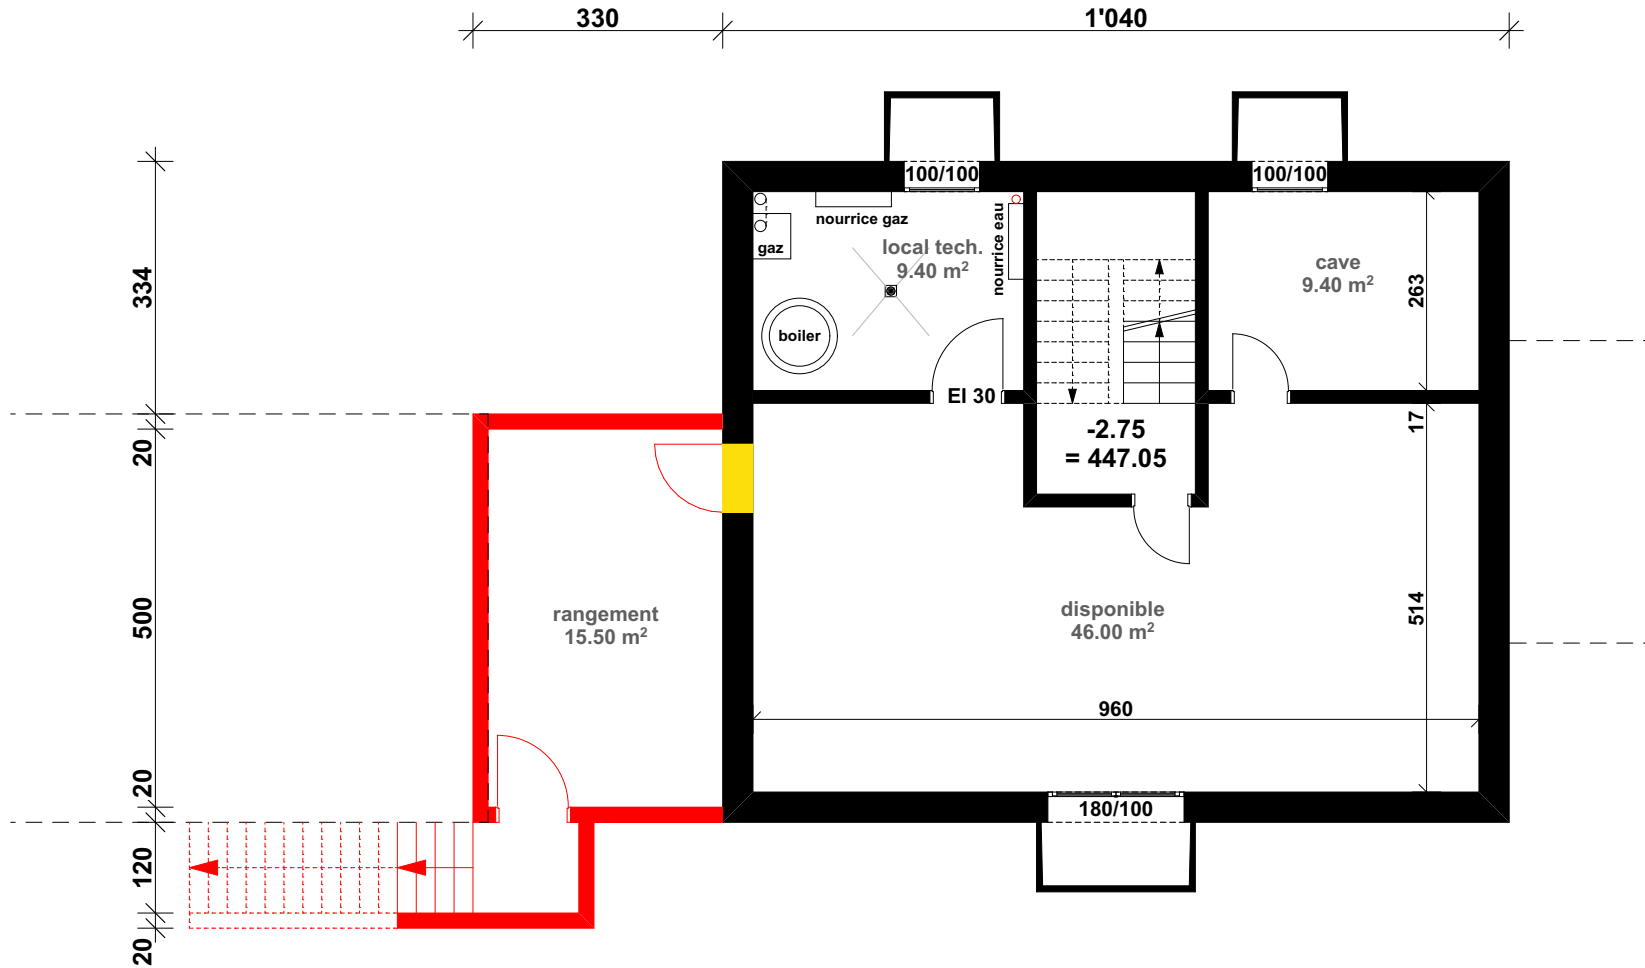 330
1'040
100/100
100/100
nourrice gaz
gaz
nourrice eau
local tech.
9.40 m²
boiler
cave
9.40 m²
263
334
EI 30
17
-2.75
= 447.05
20
500
rangement
15.50 m²
disponible
46.00 m²
514
960
20
180/100
120
20